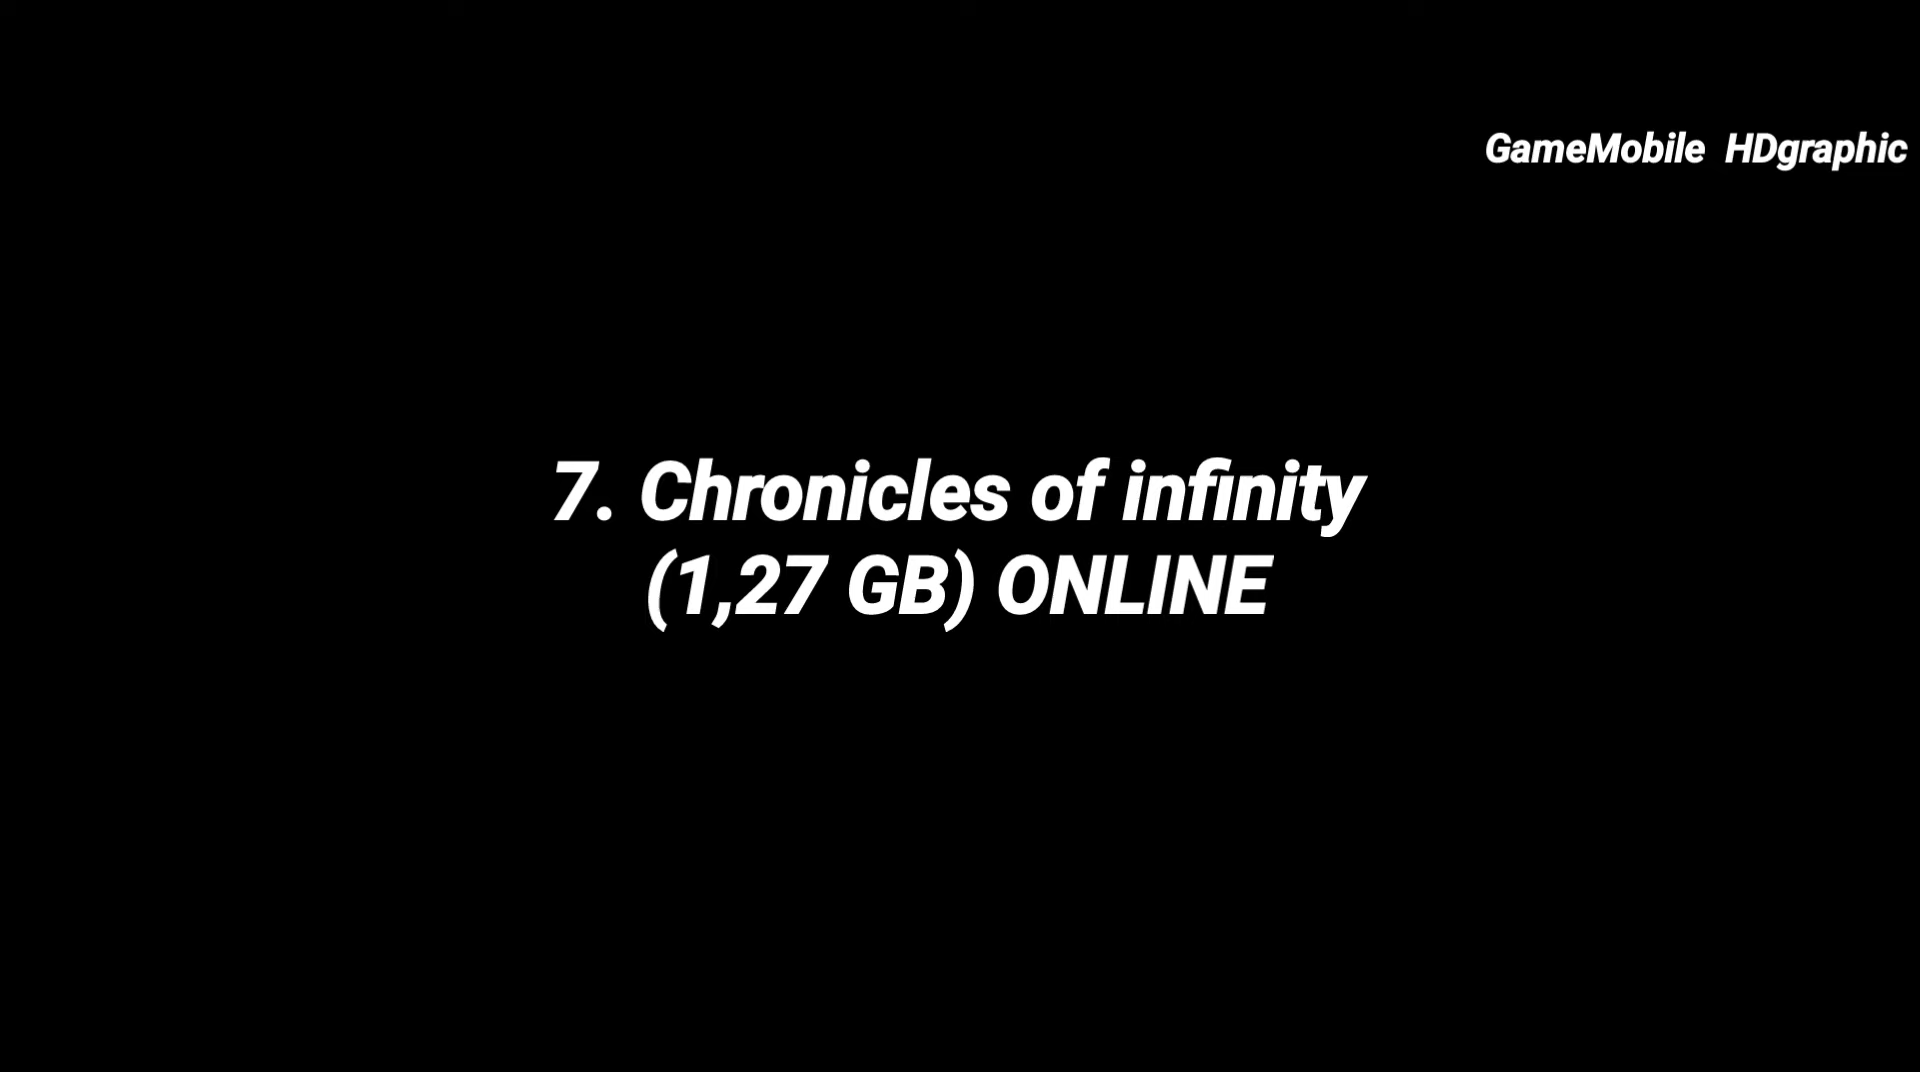 GameMobile HDgraphic
7. Chronicles of infinity
(1,27 GB) ONLINE